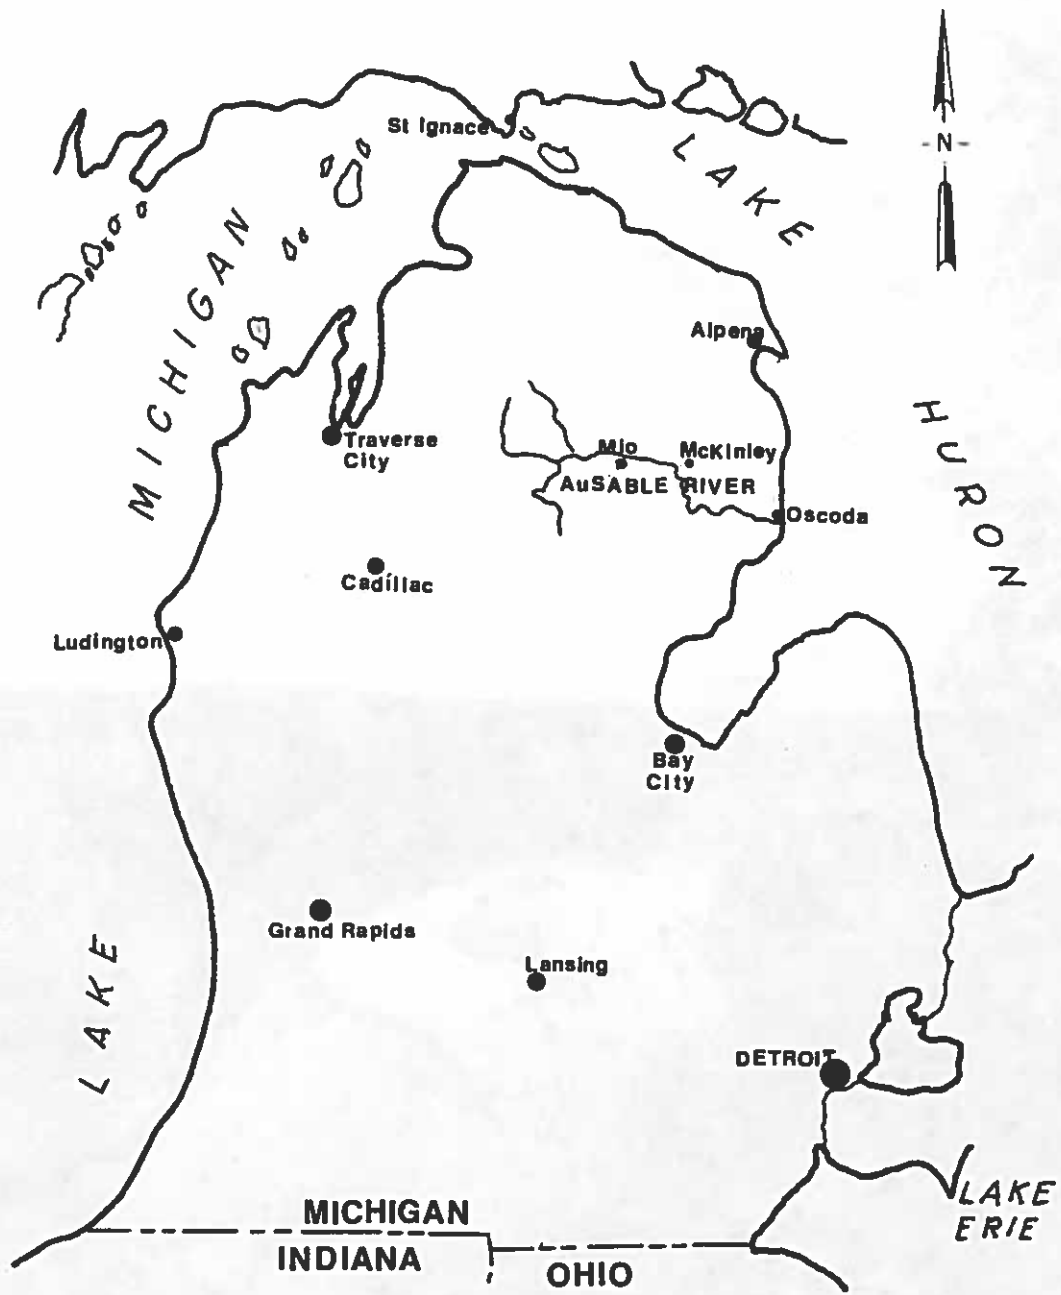 St Ignace
LAKE
- N -
MICHIGAN
Alpena
HURON
Traverse
City
Mio
McKinley
AuSABLE RIVER
Oscoda
Cadillac
Ludington
Bay
City
Grand Rapids
LAKE
Lansing
DETROIT
LAKE
ERIE
MICHIGAN
INDIANA
OHIO